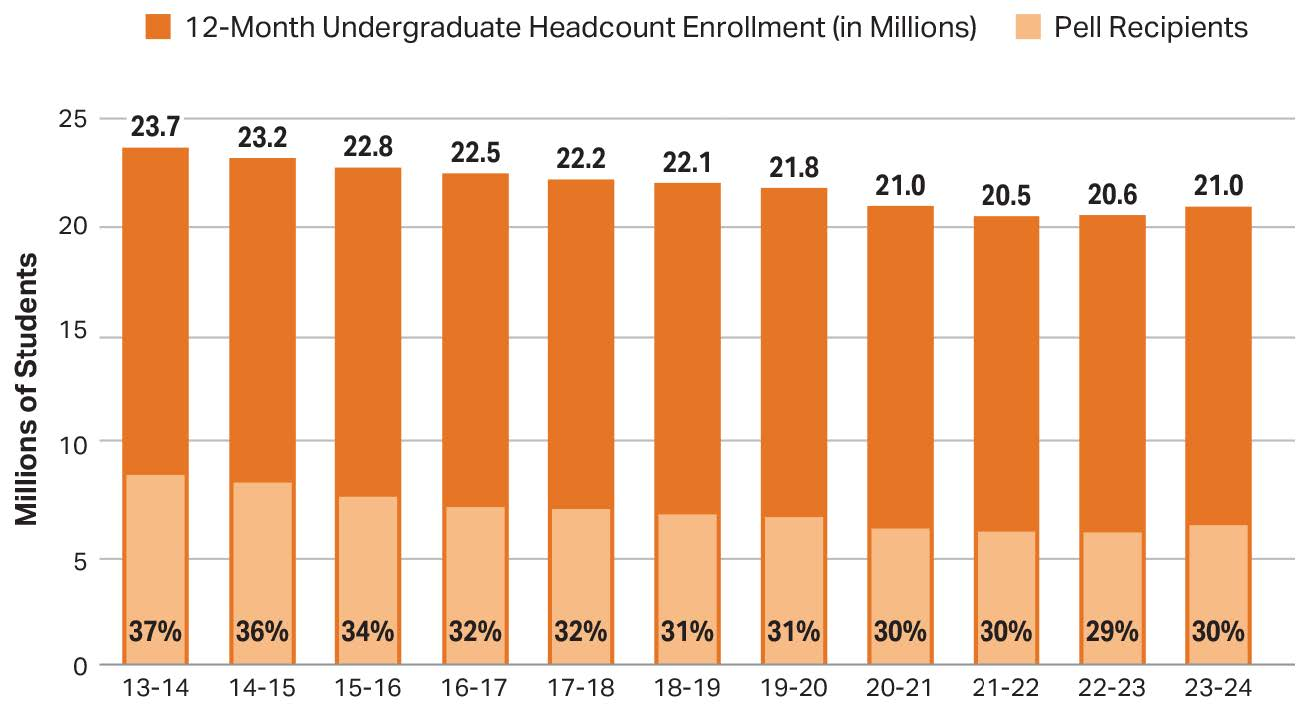 12-Month Undergraduate Headcount Enrollment (in Millions) Pell Recipients
Millions of Students
25
20
15
10
5
0
23.7 23.2 22.8 22.5 22.2 22.1 21.8 21.0 20.5 20.6 21.0
37% 36% 34% 32% 32% 31% 31% 30% 30% 29% 30%
13-14 14-15 15-16 16-17 17-18 18-19 19-20 20-21 21-22 22-23 23-24